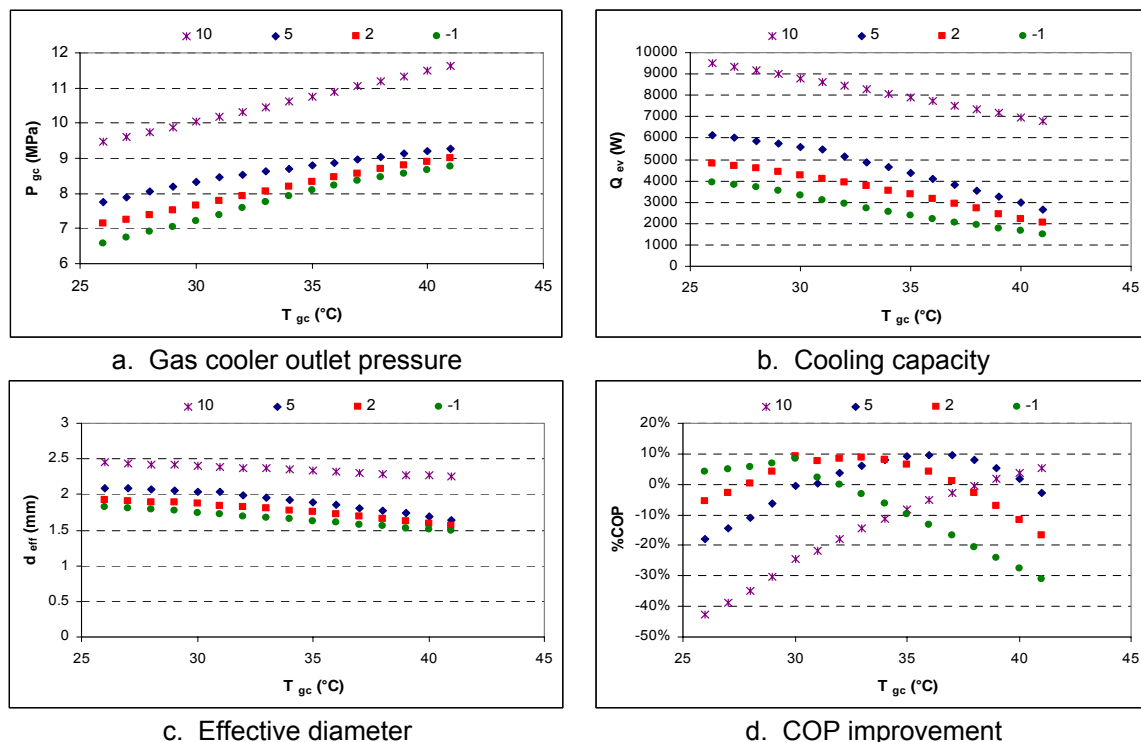 10 5 2 -1
12
11
10
9
8
7
6
P gc (MPa)
25 30 35 40 45
T gc (°C)
a. Gas cooler outlet pressure
10 5 2 -1
10000
9000
8000
7000
6000
5000
4000
3000
2000
1000
0
Q ev (W)
25 30 35 40 45
T gc (°C)
b. Cooling capacity
10 5 2 -1
3
2.5
2
1.5
1
0.5
0
d eff (mm)
25 30 35 40 45
T gc (°C)
c. Effective diameter
10 5 2 -1
20%
10%
0%
-10%
-20%
-30%
-40%
-50%
%COP
25 30 35 40 45
T gc (°C)
d. COP improvement